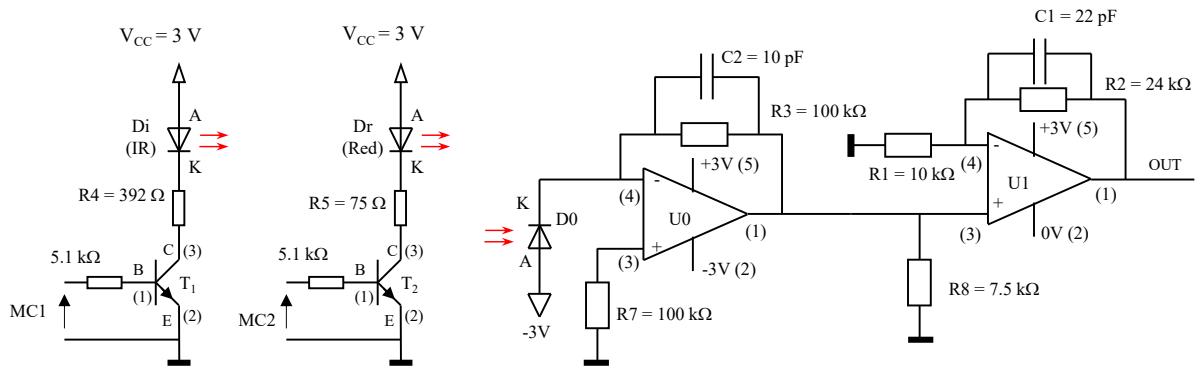 V_CC = 3 V
A
Di
(IR)
K
R4 = 392 Ω
C (3)
5.1 kΩ
B
(1)
T1
MC1
E (2)
V_CC = 3 V
A
Dr
(Red)
K
R5 = 75 Ω
C (3)
5.1 kΩ
B
(1)
T2
MC2
E (2)
C2 = 10 pF
R3 = 100 kΩ
+3V (5)
(4)
-
U0
(1)
+
(3)
-3V (2)
K
D0
A
-3V
R7 = 100 kΩ
C1 = 22 pF
R2 = 24 kΩ
+3V (5)
(4)
-
R1 = 10 kΩ
U1
(1)
OUT
+
(3)
0V (2)
R8 = 7.5 kΩ